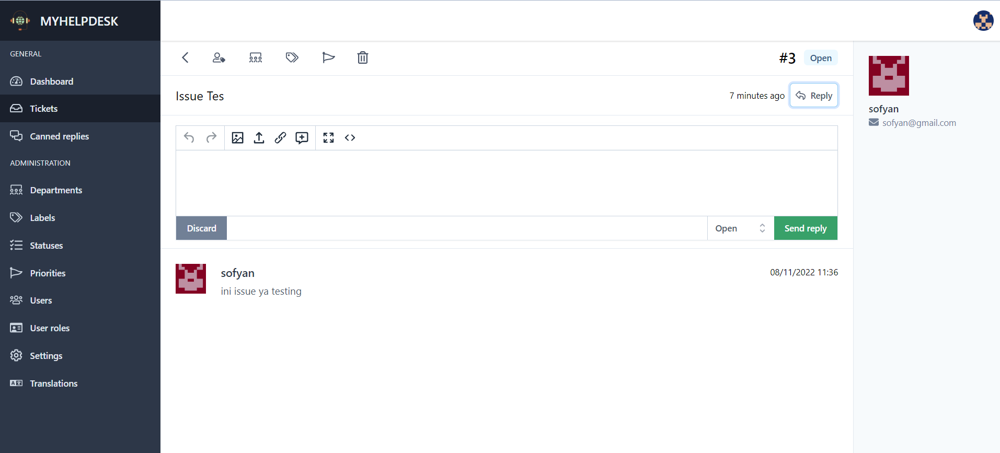 MYHELPDESK
GENERAL
Dashboard
Tickets
Canned replies
ADMINISTRATION
Departments
Labels
Statuses
Priorities
Users
User roles
Settings
Translations
#3 Open
Issue Tes
7 minutes ago Reply
Discard
Open
Send reply
sofyan
08/11/2022 11:36
ini issue ya testing
sofyan
sofyan@gmail.com